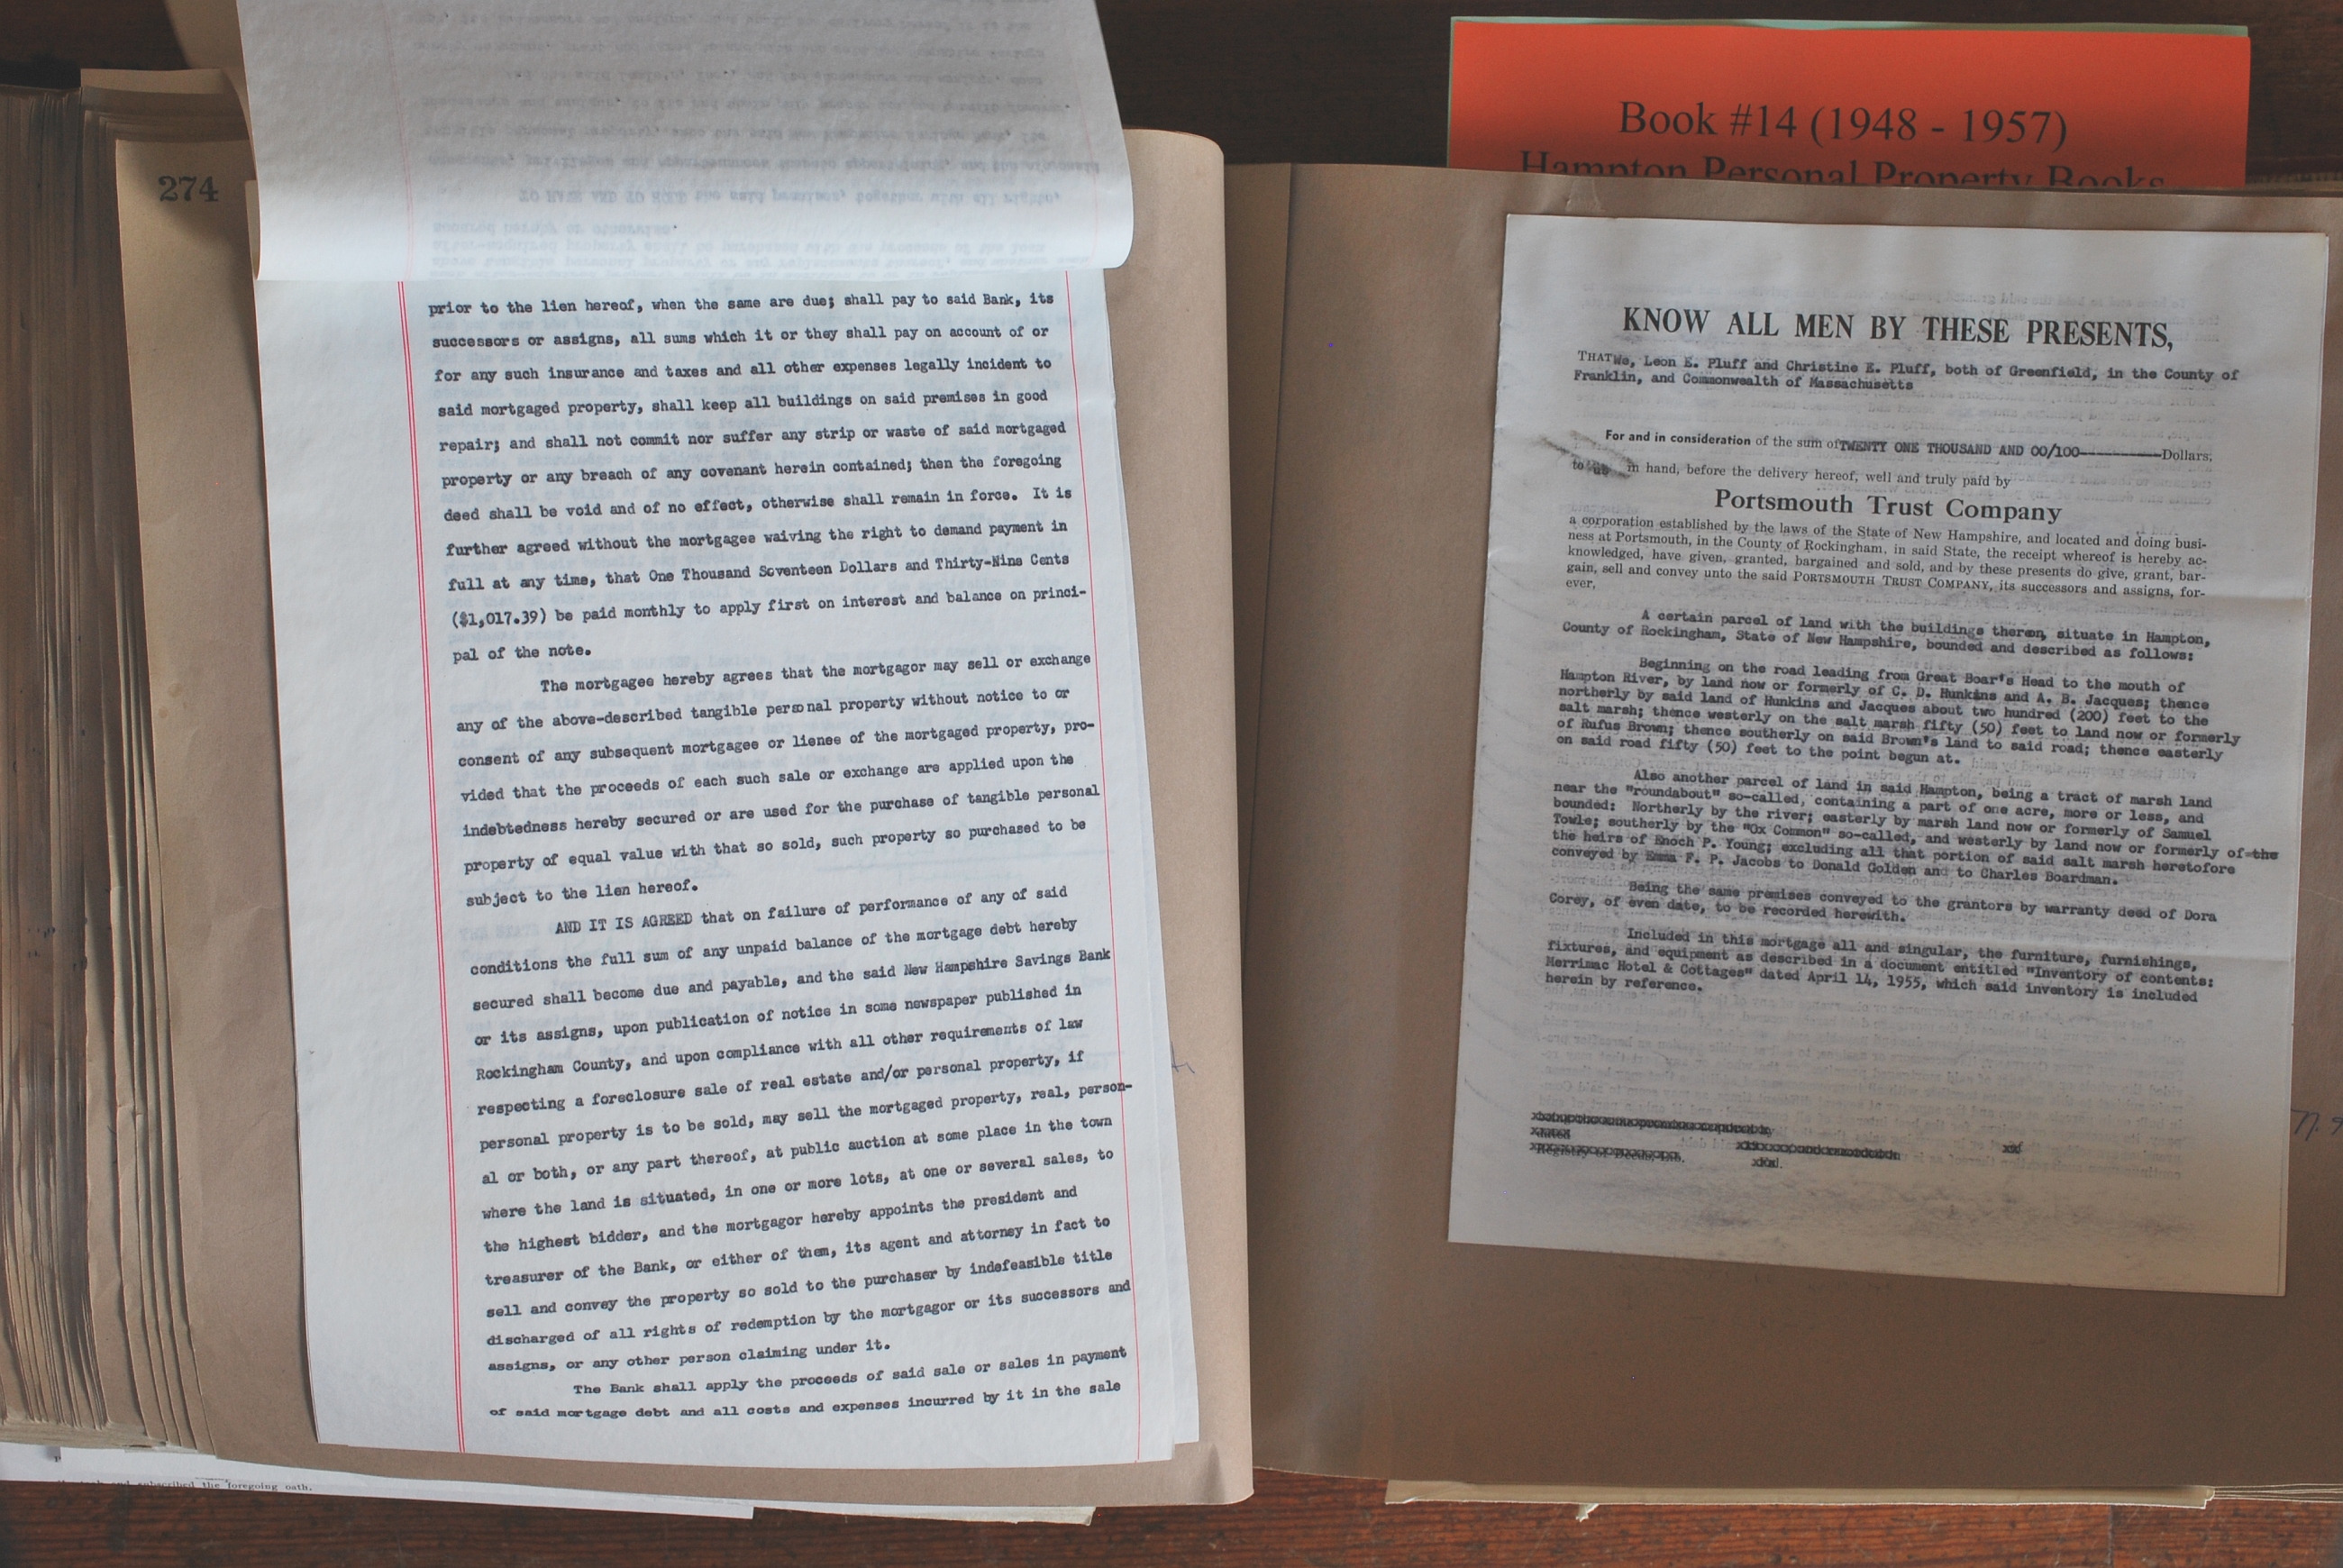 274
prior to the lien hereof, when the same are due; shall pay to said Bank, its
successors or assigns, all sums which it or they shall pay on account of or
for any such insurance and taxes and all other expenses legally incident to
said mortgaged property, shall keep all buildings on said premises in good
repair; and shall not commit nor suffer any strip or waste of said mortgaged
property or any breach of any covenant herein contained; then the foregoing
deed shall be void and of no effect, otherwise shall remain in force. It is
further agreed without the mortgagee waiving the right to demand payment in
full at any time, that One Thousand Seventeen Dollars and Thirty-Nine Cents
($1,017.39) be paid monthly to apply first on interest and balance on princi-
pal of the note.
The mortgagee hereby agrees that the mortgagor may sell or exchange
any of the above-described tangible personal property without notice to or
consent of any subsequent mortgagee or lienee of the mortgaged property, pro-
vided that the proceeds of each such sale or exchange are applied upon the
indebtedness hereby secured or are used for the purchase of tangible personal
property of equal value with that so sold, such property so purchased to be
subject to the lien hereof.
AND IT IS AGREED that on failure of performance of any of said
conditions the full sum of any unpaid balance of the mortgage debt hereby
secured shall become due and payable, and the said New Hampshire Savings Bank
or its assigns, upon publication of notice in some newspaper published in
Rockingham County, and upon compliance with all other requirements of law
respecting a foreclosure sale of real estate and/or personal property, if
personal property is to be sold, may sell the mortgaged property, real, person-
al or both, or any part thereof, at public auction at some place in the town
where the land is situated, in one or more lots, at one or several sales, to
the highest bidder, and the mortgagor hereby appoints the president and
treasurer of the Bank, or either of them, its agent and attorney in fact to
sell and convey the property so sold to the purchaser by indefeasible title
discharged of all rights of redemption by the mortgagor or its successors and
assigns, or any other person claiming under it.
The Bank shall apply the proceeds of said sale or sales in payment
of said mortgage debt and all costs and expenses incurred by it in the sale
and subscribed the foregoing oath.
Book #14 (1948 - 1957)
Hampton Personal Property Books
KNOW ALL MEN BY THESE PRESENTS,
THAT We, Leon E. Pluff and Christine E. Pluff, both of Greenfield, in the County of
Franklin, and Commonwealth of Massachusetts
For and in consideration of the sum of TWENTY ONE THOUSAND AND 00/100----------Dollars,
to us in hand, before the delivery hereof, well and truly paid by
Portsmouth Trust Company
a corporation established by the laws of the State of New Hampshire, and located and doing busi-
ness at Portsmouth, in the County of Rockingham, in said State, the receipt whereof is hereby ac-
knowledged, have given, granted, bargained and sold, and by these presents do give, grant, bar-
gain, sell and convey unto the said PORTSMOUTH TRUST COMPANY, its successors and assigns, for-
ever,
A certain parcel of land with the buildings thereon, situate in Hampton,
County of Rockingham, State of New Hampshire, bounded and described as follows:
Beginning on the road leading from Great Boar's Head to the mouth of
Hampton River, by land now or formerly of C. D. Hunkins and A. B. Jacques; thence
northerly by said land of Hunkins and Jacques about two hundred (200) feet to the
salt marsh; thence westerly on the salt marsh fifty (50) feet to land now or formerly
of Rufus Brown; thence southerly on said Brown's land to said road; thence easterly
on said road fifty (50) feet to the point begun at.
Also another parcel of land in said Hampton, being a tract of marsh land
near the "roundabout" so-called, containing a part of one acre, more or less, and
bounded: Northerly by the river; easterly by marsh land now or formerly of Samuel
Towle; southerly by the "Ox Common" so-called, and westerly by land now or formerly of the
the heirs of Enoch P. Young; excluding all that portion of said salt marsh heretofore
conveyed by Emma F. P. Jacobs to Donald Golden and to Charles Boardman.
Being the same premises conveyed to the grantors by warranty deed of Dora
Corey, of even date, to be recorded herewith.
Included in this mortgage all and singular, the furniture, furnishings,
fixtures, and equipment as described in a document entitled "Inventory of contents:
Merrimac Hotel & Cottages" dated April 14, 1955, which said inventory is included
herein by reference.